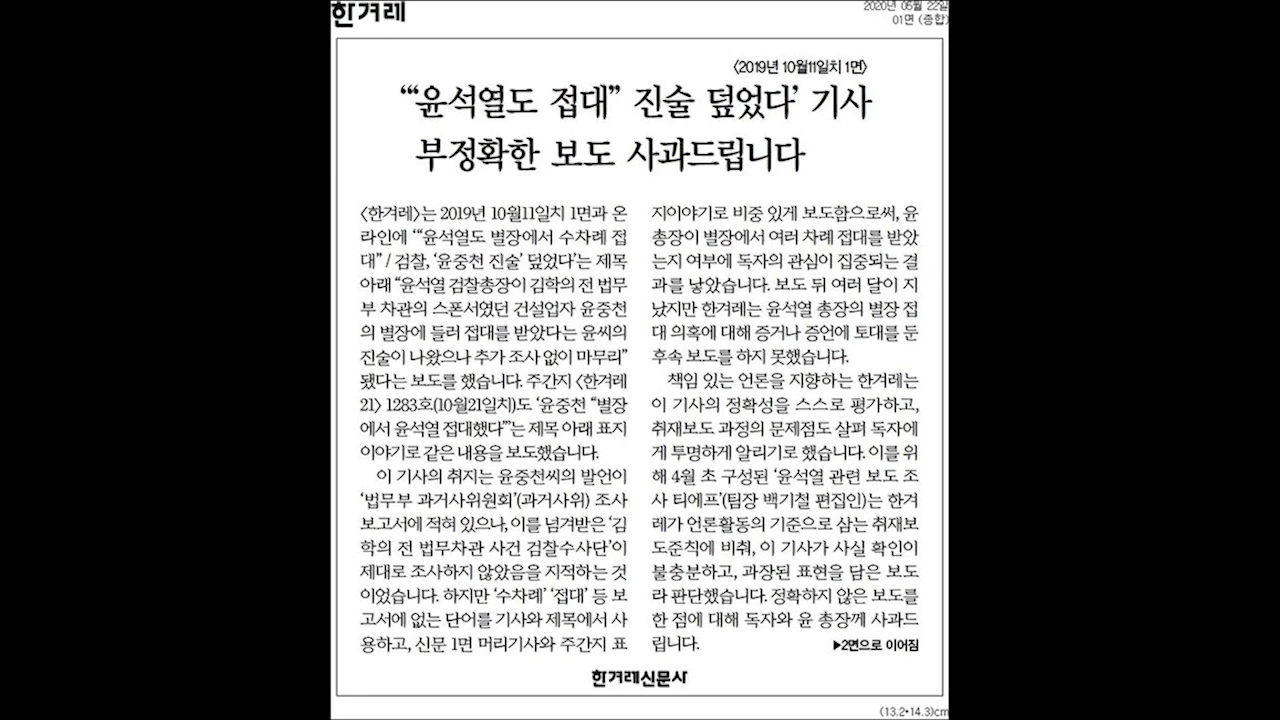 한겨레
2020년 05월 22일
01면 (종합)
〈2019년 10월11일치 1면〉
“‘윤석열도 접대” 진술 덮었다’ 기사
부정확한 보도 사과드립니다
〈한겨레〉는 2019년 10월11일치 1면과 온
라인에 ‘“윤석열도 별장에서 수차례 접
대” / 검찰, ‘윤중천 진술’ 덮었다’는 제목
아래 “윤석열 검찰총장이 김학의 전 법무
부 차관의 스폰서였던 건설업자 윤중천
의 별장에 들러 접대를 받았다는 윤씨의
진술이 나왔으나 추가 조사 없이 마무리”
됐다는 보도를 했습니다. 주간지 〈한겨레
21〉 1283호(10월21일치)도 ‘윤중천 “별장
에서 윤석열 접대했다”’는 제목 아래 표지
이야기로 같은 내용을 보도했습니다.
이 기사의 취지는 윤중천씨의 발언이
‘법무부 과거사위원회’(과거사위) 조사
보고서에 적혀 있으나, 이를 넘겨받은 ‘김
학의 전 법무차관 사건 검찰수사단’이
제대로 조사하지 않았음을 지적하는 것
이었습니다. 하지만 ‘수차례’ ‘접대’ 등 보
고서에 없는 단어를 기사와 제목에서 사
용하고, 신문 1면 머리기사와 주간지 표
지이야기로 비중 있게 보도함으로써, 윤
총장이 별장에서 여러 차례 접대를 받았
는지 여부에 독자의 관심이 집중되는 결
과를 낳았습니다. 보도 뒤 여러 달이 지
났지만 한겨레는 윤석열 총장의 별장 접
대 의혹에 대해 증거나 증언에 토대를 둔
후속 보도를 하지 못했습니다.
책임 있는 언론을 지향하는 한겨레는
이 기사의 정확성을 스스로 평가하고,
취재보도 과정의 문제점도 살펴 독자에
게 투명하게 알리기로 했습니다. 이를 위
해 4월 초 구성된 ‘윤석열 관련 보도 조
사 티에프’(팀장 백기철 편집인)는 한겨
레가 언론활동의 기준으로 삼는 취재보
도준칙에 비춰, 이 기사가 사실 확인이
불충분하고, 과장된 표현을 담은 보도
라 판단했습니다. 정확하지 않은 보도를
한 점에 대해 독자와 윤 총장께 사과드
립니다.
▶2면으로 이어짐
한겨레신문사
(13.2*14.3)cm